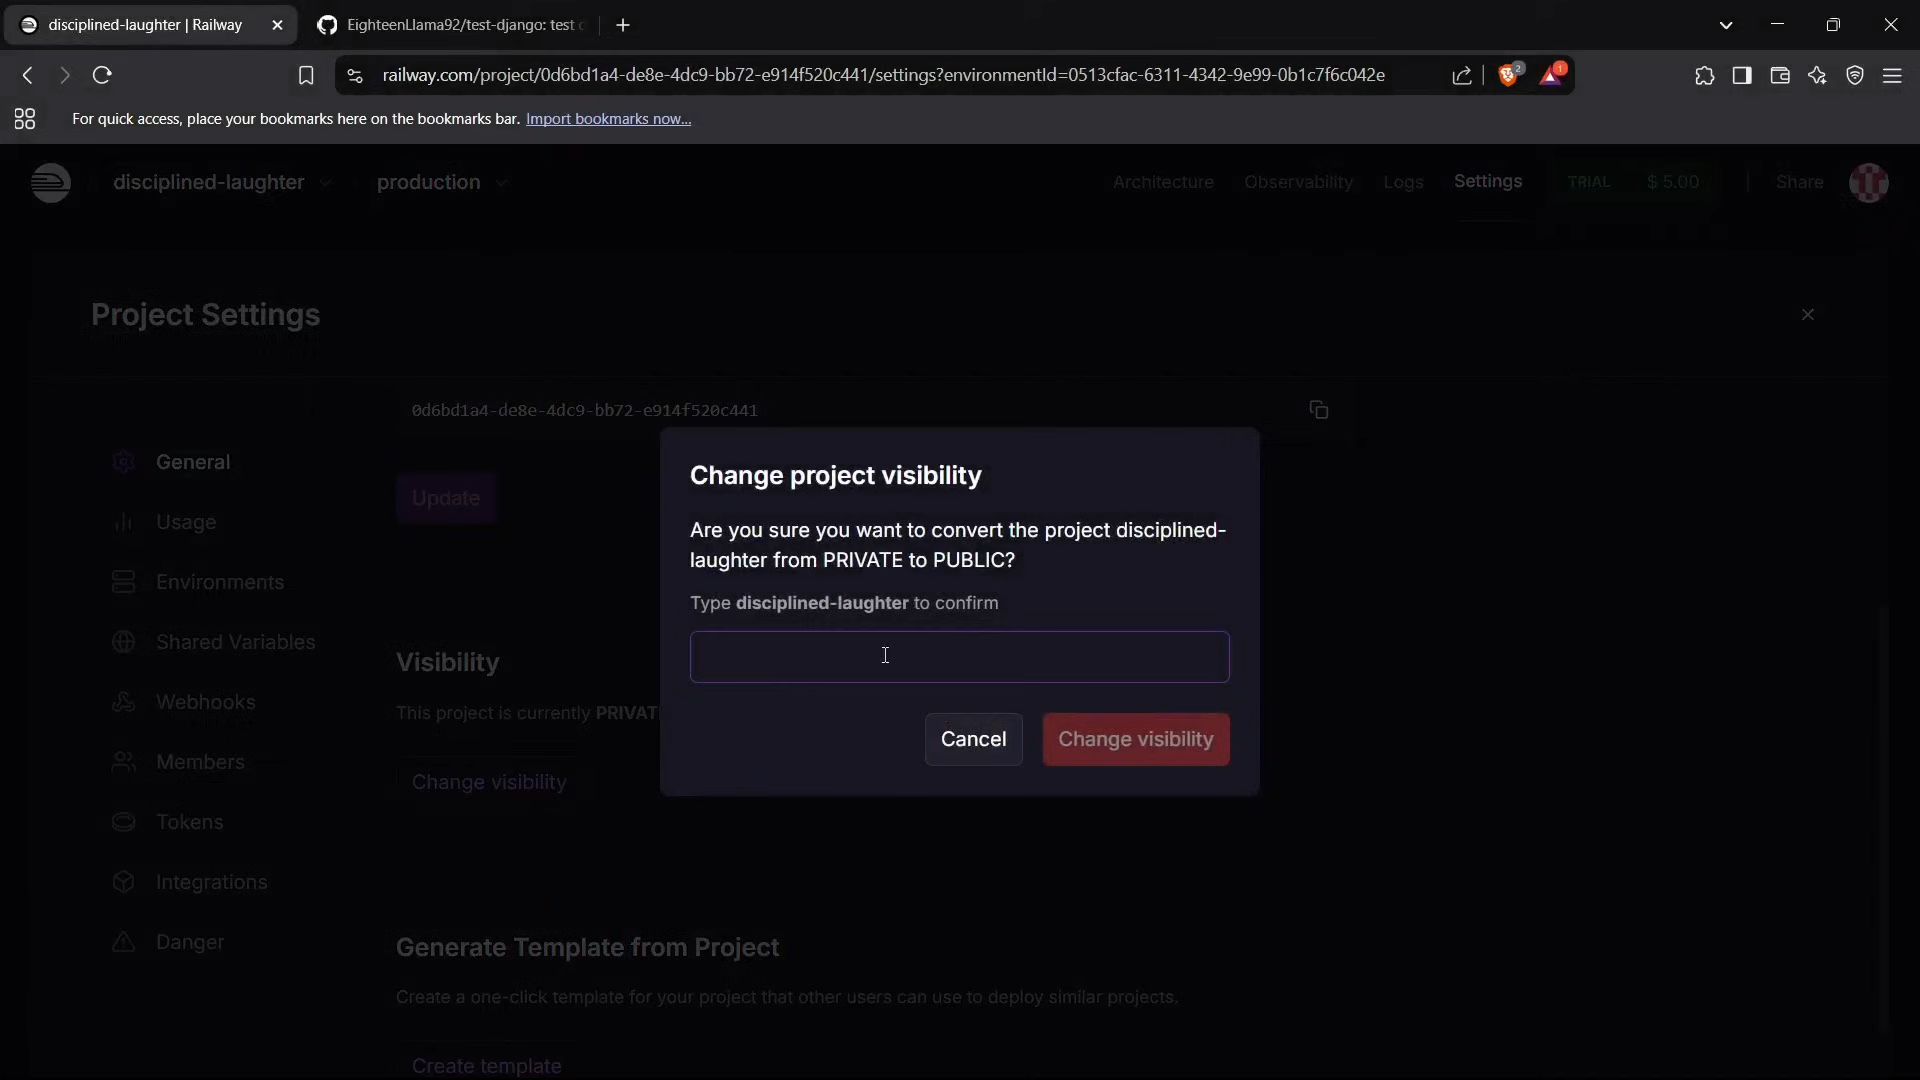 disciplined-laughter | Railway
EighteenLlama92/test-django: test
railway.com/project/0d6bd1a4-de8e-4dc9-bb72-e914f520c441/settings?environmentId=0513cfac-6311-4342-9e99-0b1c7f6c042e
2
1
For quick access, place your bookmarks here on the bookmarks bar. Import bookmarks now...
disciplined-laughter
production
Architecture
Observability
Logs
Settings
TRIAL
$ 5.00
Share
Project Settings
0d6bd1a4-de8e-4dc9-bb72-e914f520c441
General
Update
Usage
Environments
Shared Variables
Webhooks
Members
Tokens
Integrations
Danger
Visibility
This project is currently PRIVAT
Change visibility
Change project visibility
Are you sure you want to convert the project disciplined-
laughter from PRIVATE to PUBLIC?
Type disciplined-laughter to confirm
Cancel
Change visibility
Generate Template from Project
Create a one-click template for your project that other users can use to deploy similar projects.
Create template